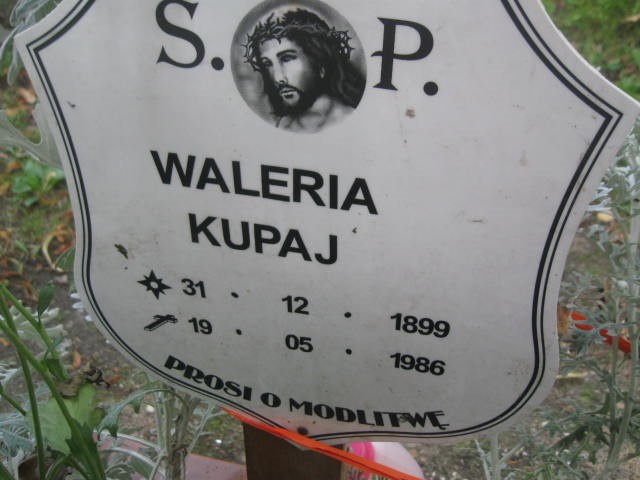 S. P.
WALERIA
KUPAJ
31 . 12 . 1899
19 . 05 . 1986
PROSI O MODLITWĘ